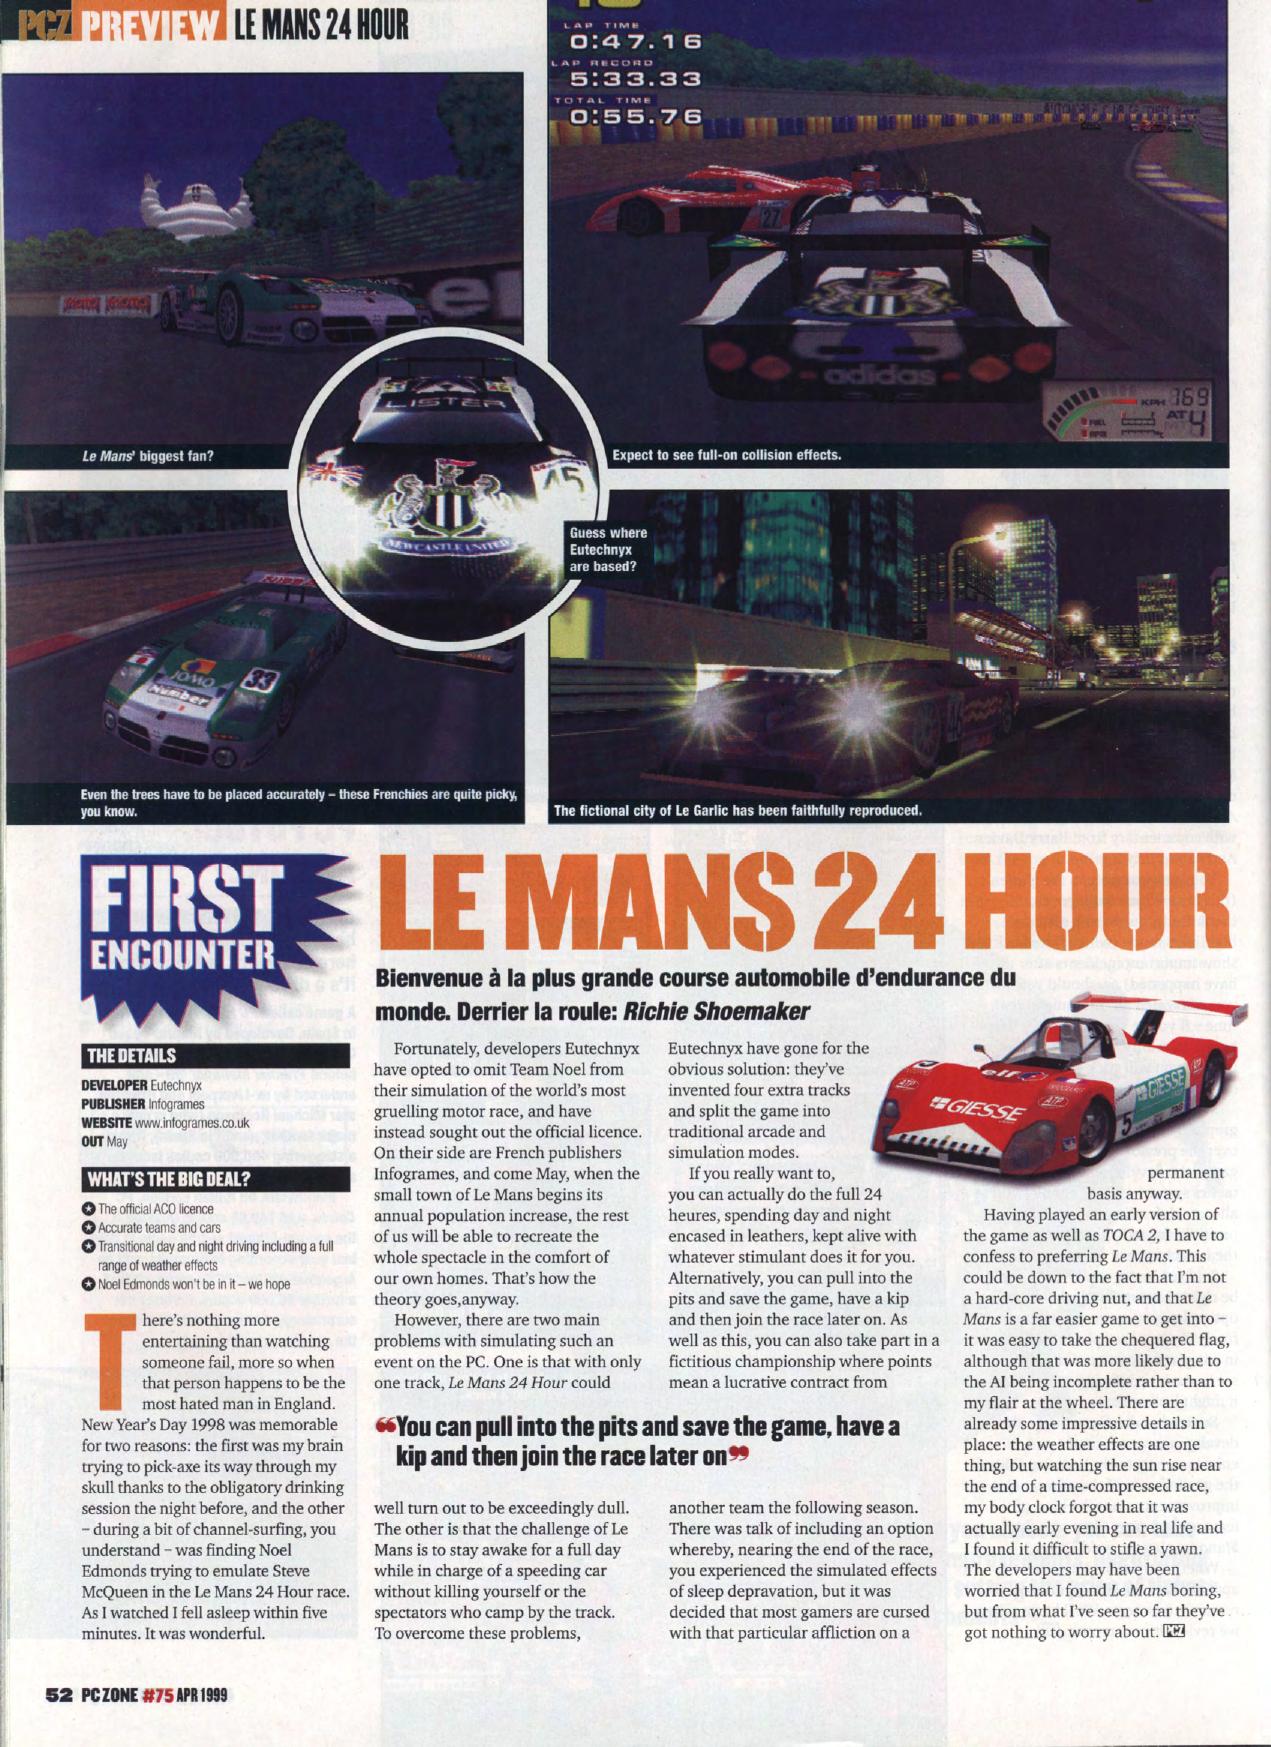 PCZ PREVIEW LE MANS 24 HOUR
LAP TIME
0:47.16
LAP RECORD
5:33.33
TOTAL TIME
0:55.76
27
adidas
KPH 169
FUEL
RPM
AT 4
MT
Le Mans' biggest fan?
Expect to see full-on collision effects.
LISTER
45
NEWCASTLE UNITED
Guess where
Eutechnyx
are based?
JOMO
Number
33
Even the trees have to be placed accurately – these Frenchies are quite picky,
you know.
The fictional city of Le Garlic has been faithfully reproduced.
FIRST
ENCOUNTER
LE MANS 24 HOUR
Bienvenue à la plus grande course automobile d'endurance du
monde. Derrier la roule: Richie Shoemaker
THE DETAILS
DEVELOPER Eutechnyx
PUBLISHER Infogrames
WEBSITE www.infogrames.co.uk
OUT May
WHAT'S THE BIG DEAL?
The official ACO licence
Accurate teams and cars
Transitional day and night driving including a full
range of weather effects
Noel Edmonds won't be in it – we hope
There's nothing more
entertaining than watching
someone fail, more so when
that person happens to be the
most hated man in England.
New Year's Day 1998 was memorable
for two reasons: the first was my brain
trying to pick-axe its way through my
skull thanks to the obligatory drinking
session the night before, and the other
– during a bit of channel-surfing, you
understand – was finding Noel
Edmonds trying to emulate Steve
McQueen in the Le Mans 24 Hour race.
As I watched I fell asleep within five
minutes. It was wonderful.
Fortunately, developers Eutechnyx
have opted to omit Team Noel from
their simulation of the world's most
gruelling motor race, and have
instead sought out the official licence.
On their side are French publishers
Infogrames, and come May, when the
small town of Le Mans begins its
annual population increase, the rest
of us will be able to recreate the
whole spectacle in the comfort of
our own homes. That's how the
theory goes, anyway.
However, there are two main
problems with simulating such an
event on the PC. One is that with only
one track, Le Mans 24 Hour could
well turn out to be exceedingly dull.
The other is that the challenge of Le
Mans is to stay awake for a full day
while in charge of a speeding car
without killing yourself or the
spectators who camp by the track.
To overcome these problems,
Eutechnyx have gone for the
obvious solution: they've
invented four extra tracks
and split the game into
traditional arcade and
simulation modes.
If you really want to,
you can actually do the full 24
heures, spending day and night
encased in leathers, kept alive with
whatever stimulant does it for you.
Alternatively, you can pull into the
pits and save the game, have a kip
and then join the race later on. As
well as this, you can also take part in a
fictitious championship where points
mean a lucrative contract from
another team the following season.
There was talk of including an option
whereby, nearing the end of the race,
you experienced the simulated effects
of sleep depravation, but it was
decided that most gamers are cursed
with that particular affliction on a
“You can pull into the pits and save the game, have a
kip and then join the race later on”
elf
GIESSE
GIESSE
ATP
5
permanent
basis anyway.
Having played an early version of
the game as well as TOCA 2, I have to
confess to preferring Le Mans. This
could be down to the fact that I'm not
a hard-core driving nut, and that Le
Mans is a far easier game to get into –
it was easy to take the chequered flag,
although that was more likely due to
the AI being incomplete rather than to
my flair at the wheel. There are
already some impressive details in
place: the weather effects are one
thing, but watching the sun rise near
the end of a time-compressed race,
my body clock forgot that it was
actually early evening in real life and
I found it difficult to stifle a yawn.
The developers may have been
worried that I found Le Mans boring,
but from what I've seen so far they've
got nothing to worry about. PCZ
52 PC ZONE #75 APR 1999